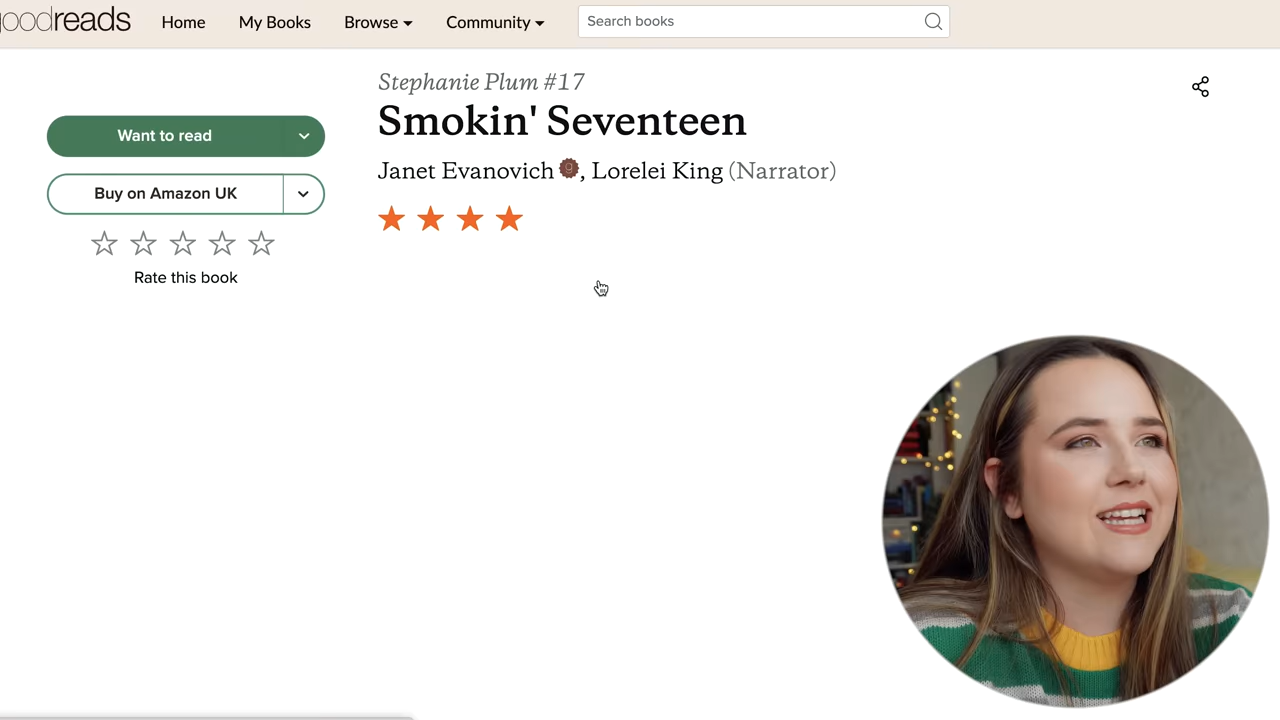 goodreads
Home
My Books
Browse
Community
Search books
Want to read
Buy on Amazon UK
Rate this book
Stephanie Plum #17
Smokin' Seventeen
Janet Evanovich, Lorelei King (Narrator)